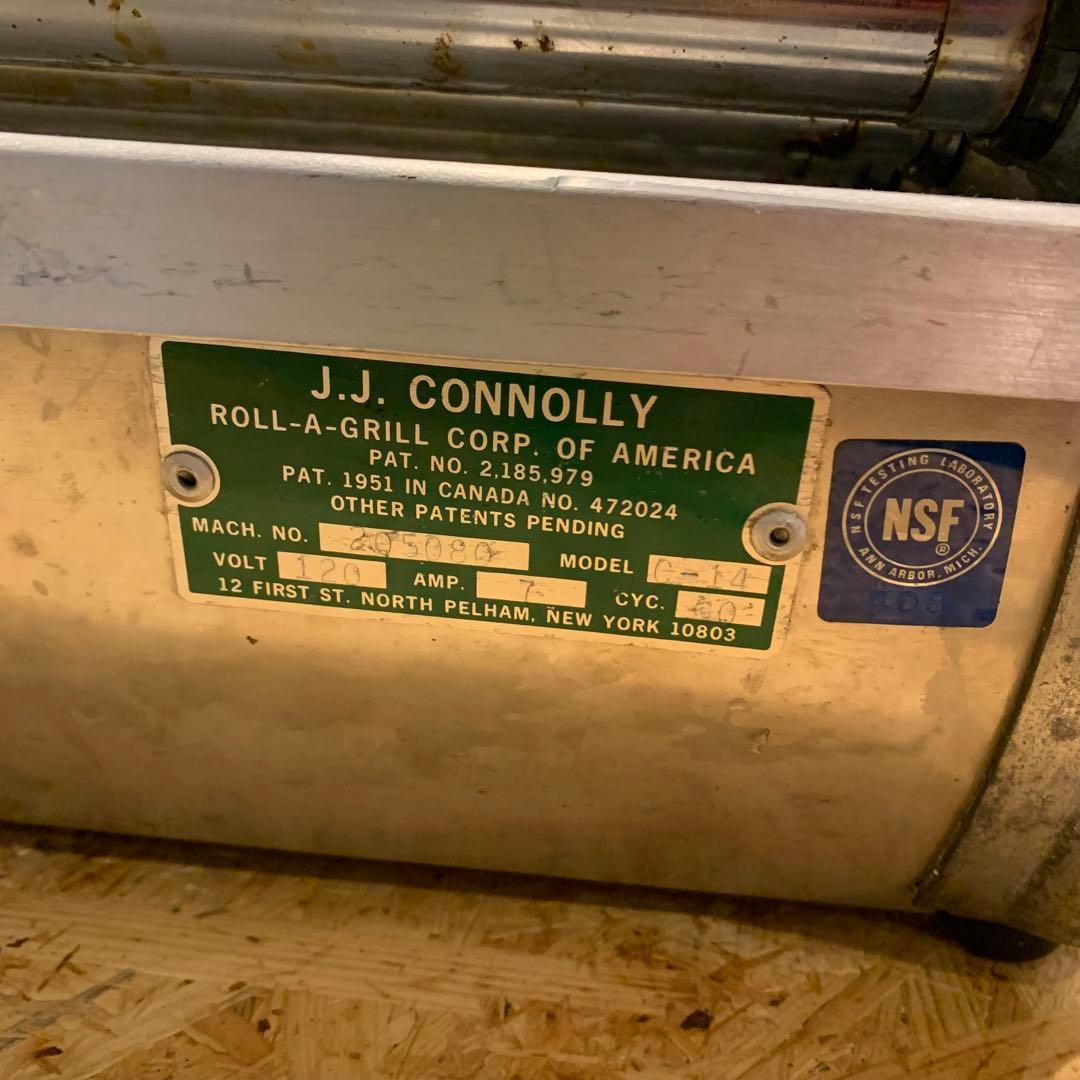 J.J. CONNOLLY
ROLL-A-GRILL CORP. OF AMERICA
PAT. NO. 2,185,979
PAT. 1951 IN CANADA NO. 472024
OTHER PATENTS PENDING
MACH. NO. 205080 MODEL C-14
VOLT 120 AMP. 7 CYC. 60
12 FIRST ST. NORTH PELHAM, NEW YORK 10803
NSF TESTING LABORATORY
NSF®
ANN ARBOR, MICH.